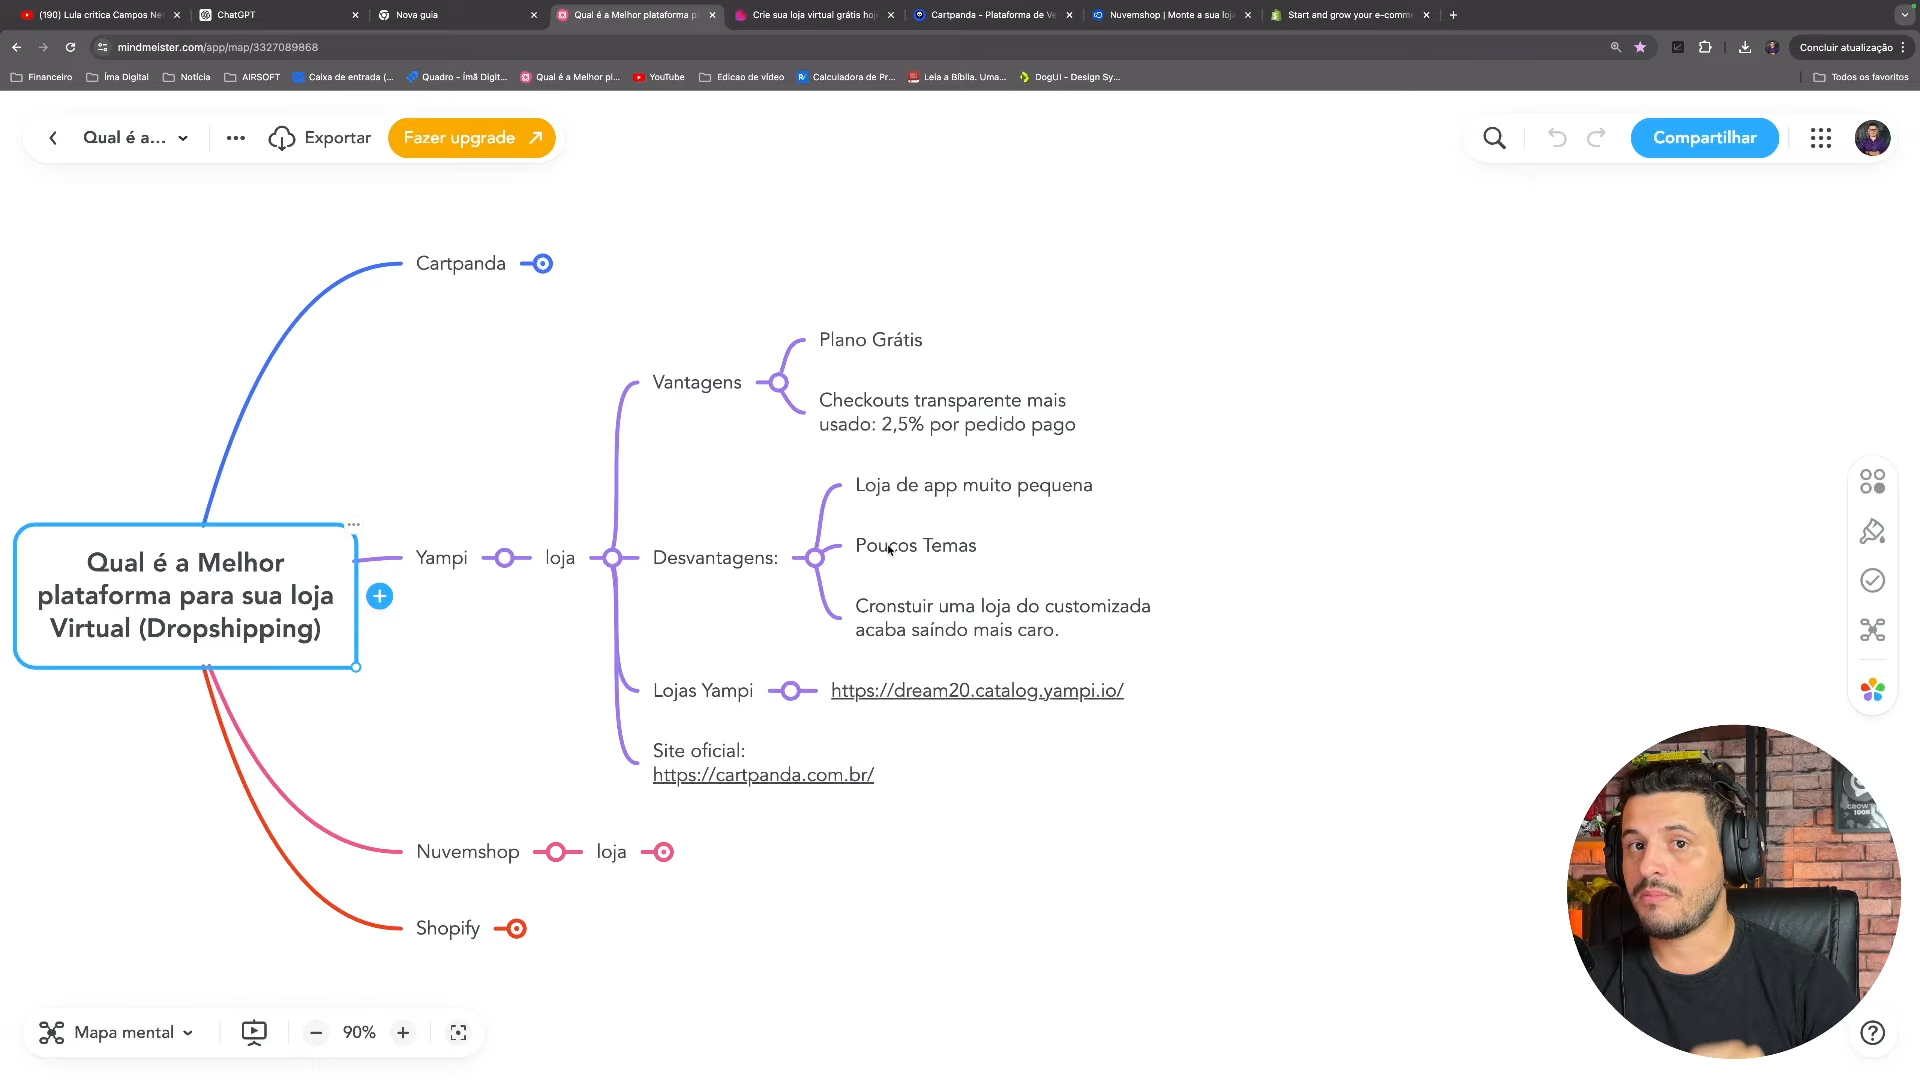 (190) Lula critica Campos Ne
ChatGPT
Nova guia
Qual é a Melhor plataforma p
Crie sua loja virtual grátis hoj
Cartpanda - Plataforma de Ve
Nuvemshop | Monte a sua loja
Start and grow your e-comm
mindmeister.com/app/map/3327089868
Concluir atualização
Financeiro
Íma Digital
Notícia
AIRSOFT
Caixa de entrada (...
Quadro - Ímã Digit...
Qual é a Melhor pl...
YouTube
Edicao de vídeo
Calculadora de Pr...
Leia a Bíblia. Uma...
DogUI - Design Sy...
Todos os favoritos
Qual é a...
Exportar
Fazer upgrade
Compartilhar
Cartpanda
Plano Grátis
Vantagens
Checkouts transparente mais
usado: 2,5% por pedido pago
Loja de app muito pequena
Qual é a Melhor
plataforma para sua loja
Virtual (Dropshipping)
Yampi
loja
Desvantagens:
Poucos Temas
Cronstuir uma loja do customizada
acaba saíndo mais caro.
Lojas Yampi
https://dream20.catalog.yampi.io/
Site oficial:
https://cartpanda.com.br/
Nuvemshop
loja
Shopify
GROWTH
100K
Mapa mental
90%